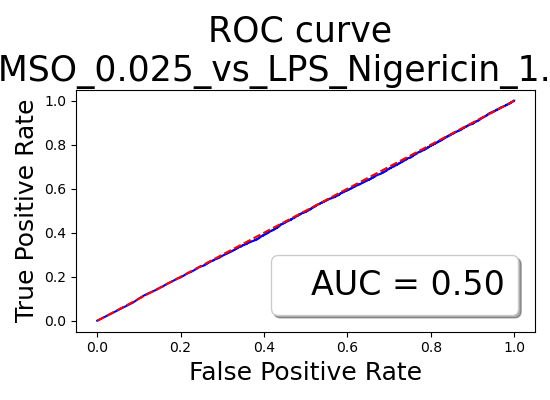 ROC curve
MSO_0.025_vs_LPS_Nigericin_1.
True Positive Rate
1.0
0.8
0.6
0.4
0.2
0.0
AUC = 0.50
0.0 0.2 0.4 0.6 0.8 1.0
False Positive Rate